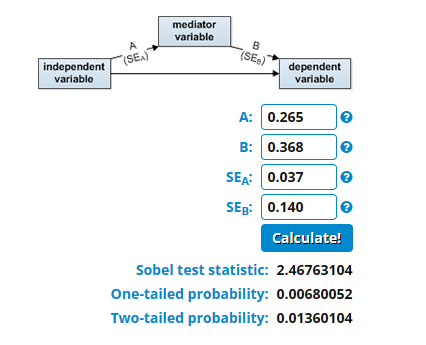 mediator
variable
A
(SEA)
B
(SEB)
independent
variable
dependent
variable
A: 0.265 ?
B: 0.368 ?
SEA: 0.037 ?
SEB: 0.140 ?
Calculate!
Sobel test statistic: 2.46763104
One-tailed probability: 0.00680052
Two-tailed probability: 0.01360104